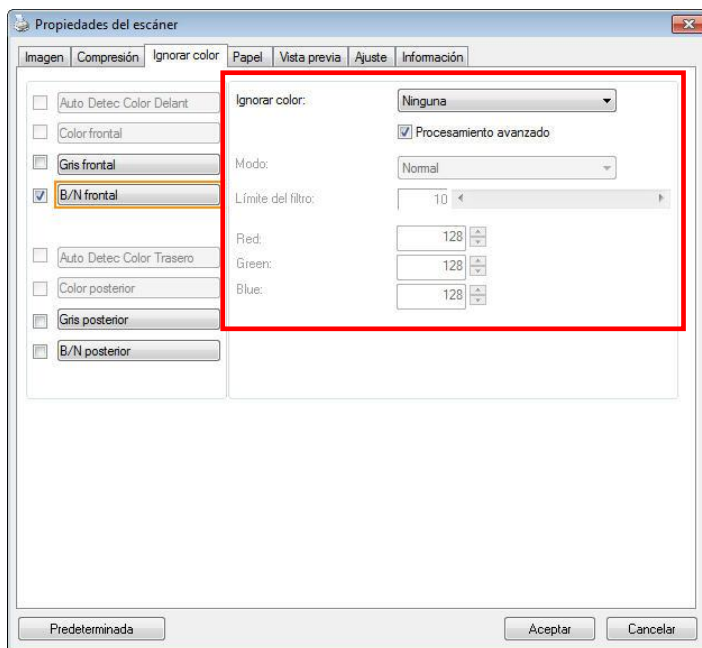 Propiedades del escáner
Imagen Compresión Ignorar color Papel Vista previa Ajuste Información
Auto Detec Color Delant
Color frontal
Gris frontal
B/N frontal
Auto Detec Color Trasero
Color posterior
Gris posterior
B/N posterior
Ignorar color: Ninguna
Procesamiento avanzado
Modo: Normal
Límite del filtro: 10
Red: 128
Green: 128
Blue: 128
Predeterminada Aceptar Cancelar